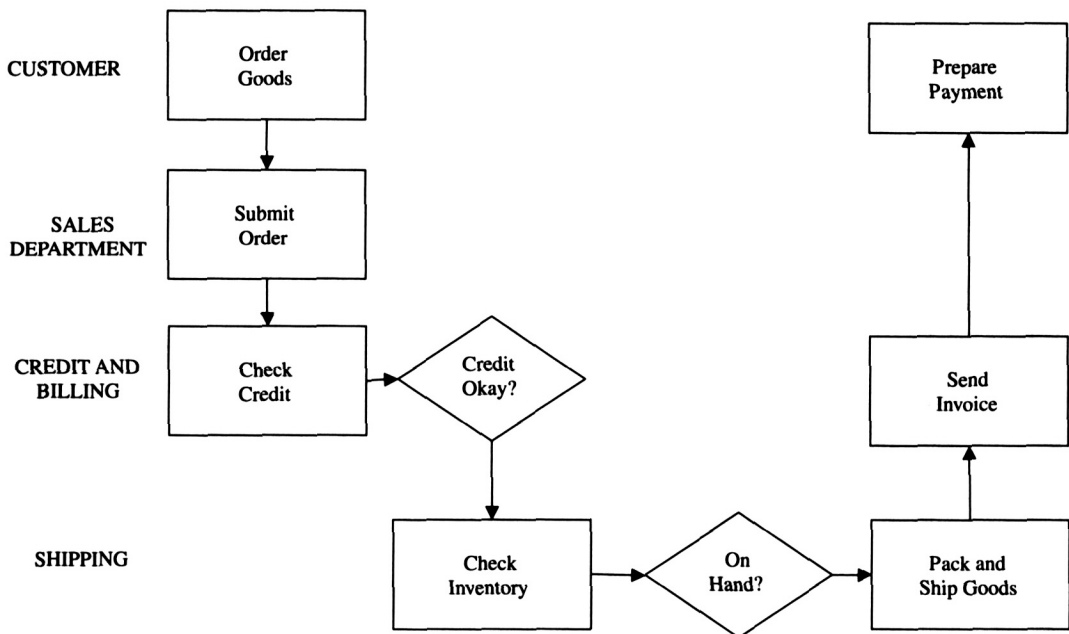 CUSTOMER
Order
Goods
Prepare
Payment
SALES
DEPARTMENT
Submit
Order
CREDIT AND
BILLING
Check
Credit
Credit
Okay?
Send
Invoice
SHIPPING
Check
Inventory
On
Hand?
Pack and
Ship Goods